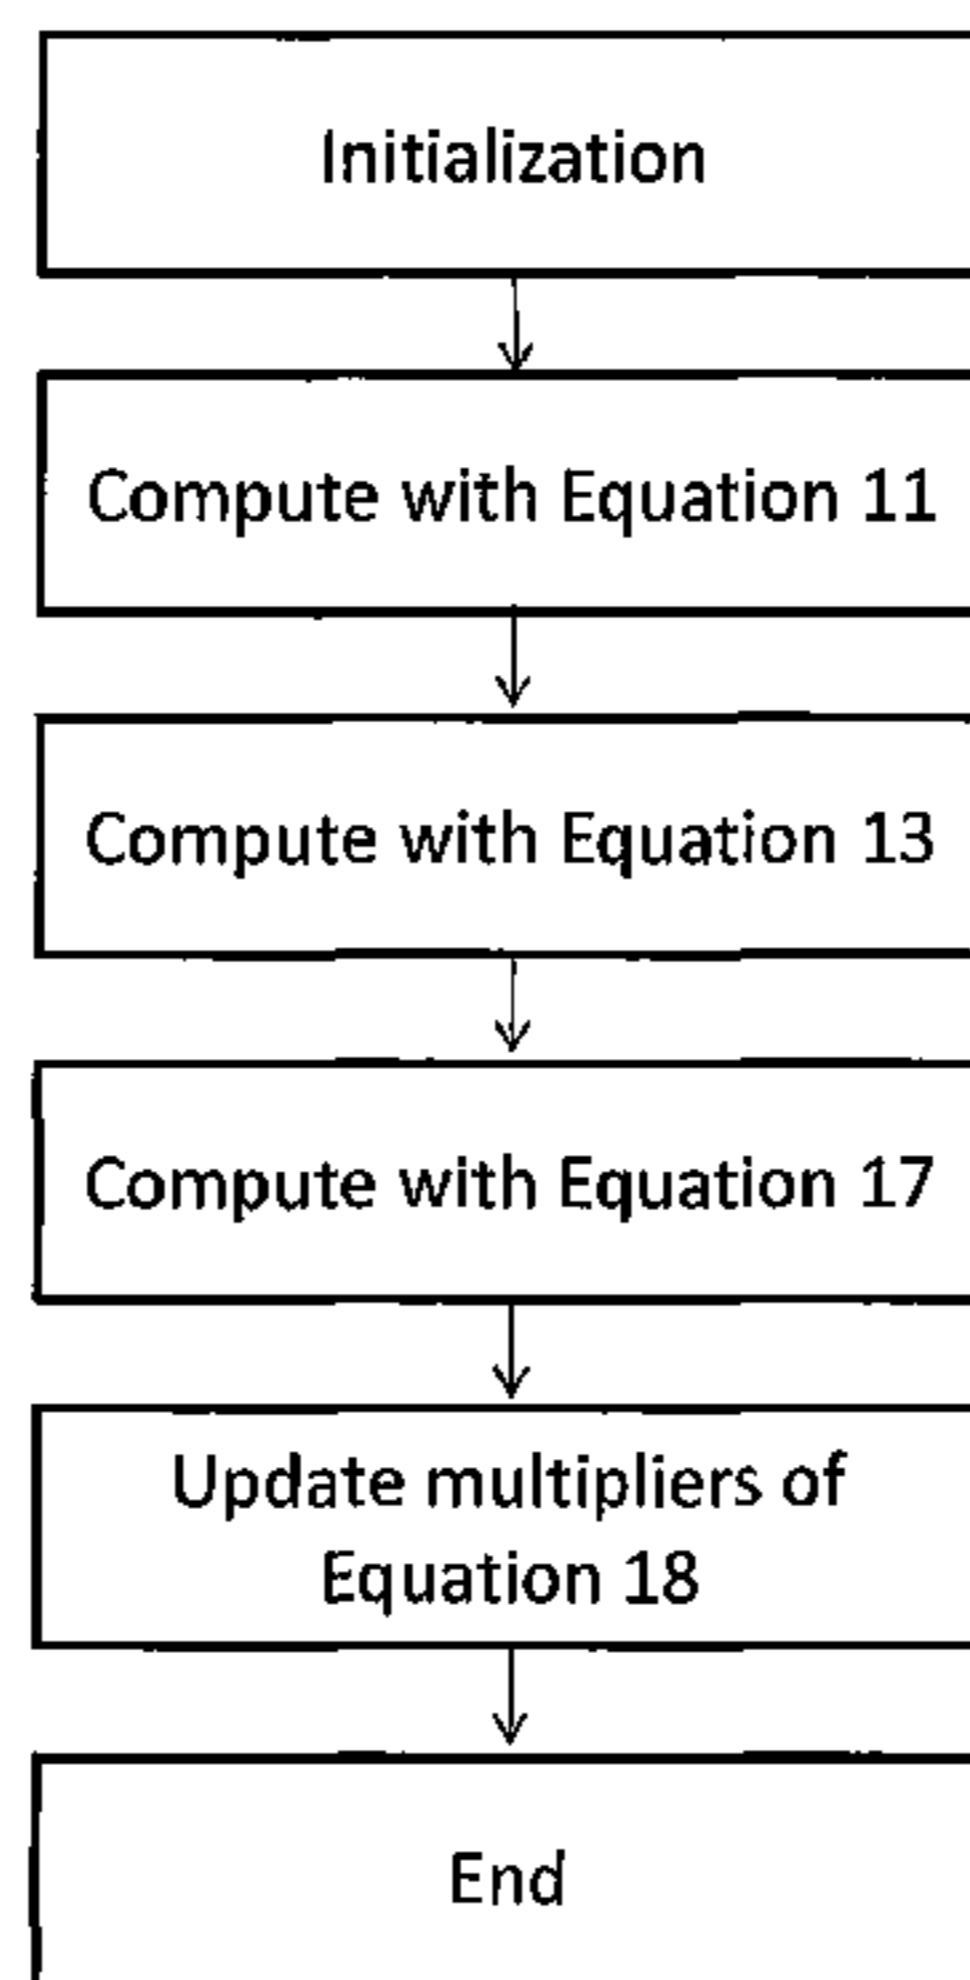 Initialization
Compute with Equation 11
Compute with Equation 13
Compute with Equation 17
Update multipliers of
Equation 18
End